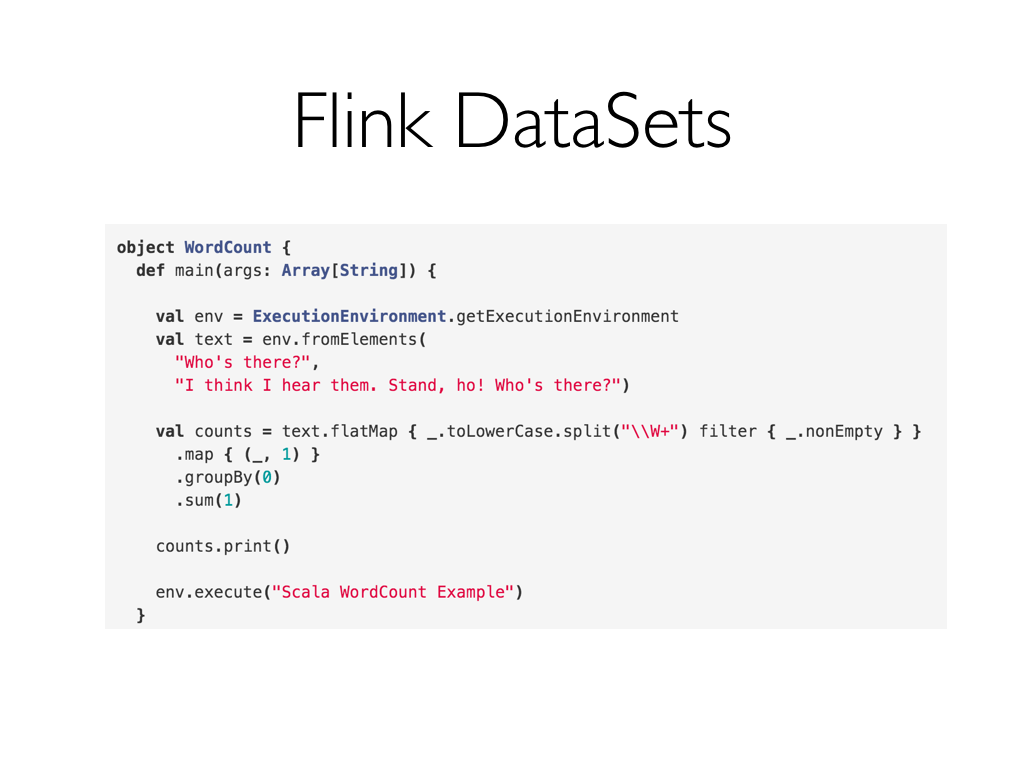 Flink DataSets
object WordCount {
  def main(args: Array[String]) {
    val env = ExecutionEnvironment.getExecutionEnvironment
    val text = env.fromElements(
      "Who's there?",
      "I think I hear them. Stand, ho! Who's there?")
    val counts = text.flatMap { _.toLowerCase.split("\\W+") filter { _.nonEmpty } }
      .map { (_, 1) }
      .groupBy(0)
      .sum(1)
    counts.print()
    env.execute("Scala WordCount Example")
  }